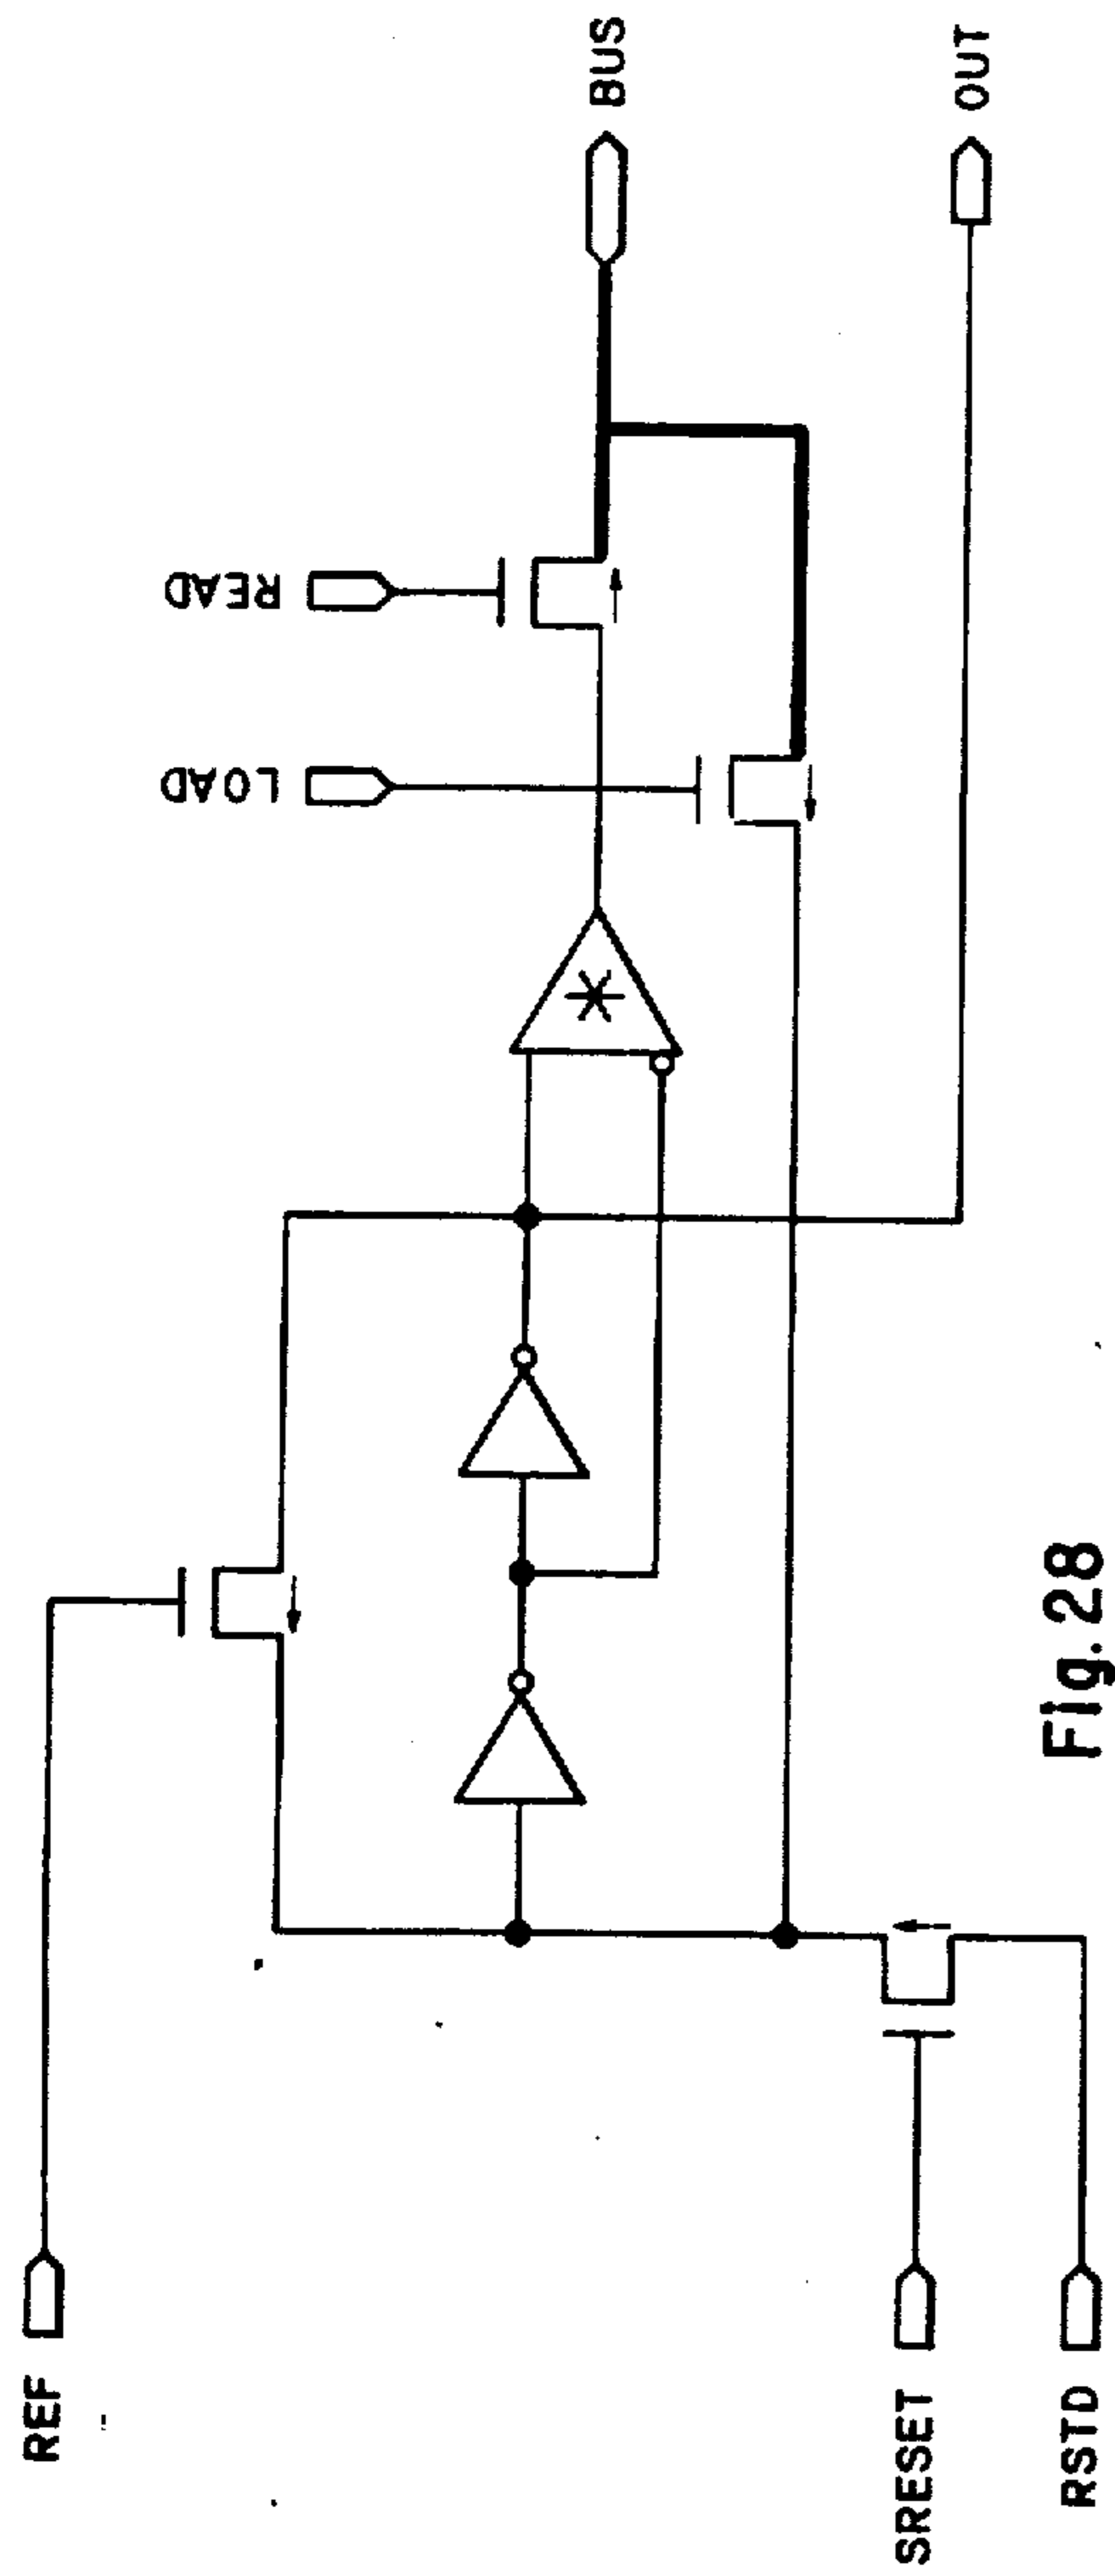 REF
READ
LOAD
BUS
OUT
SRESET
RSTD
Fig. 28